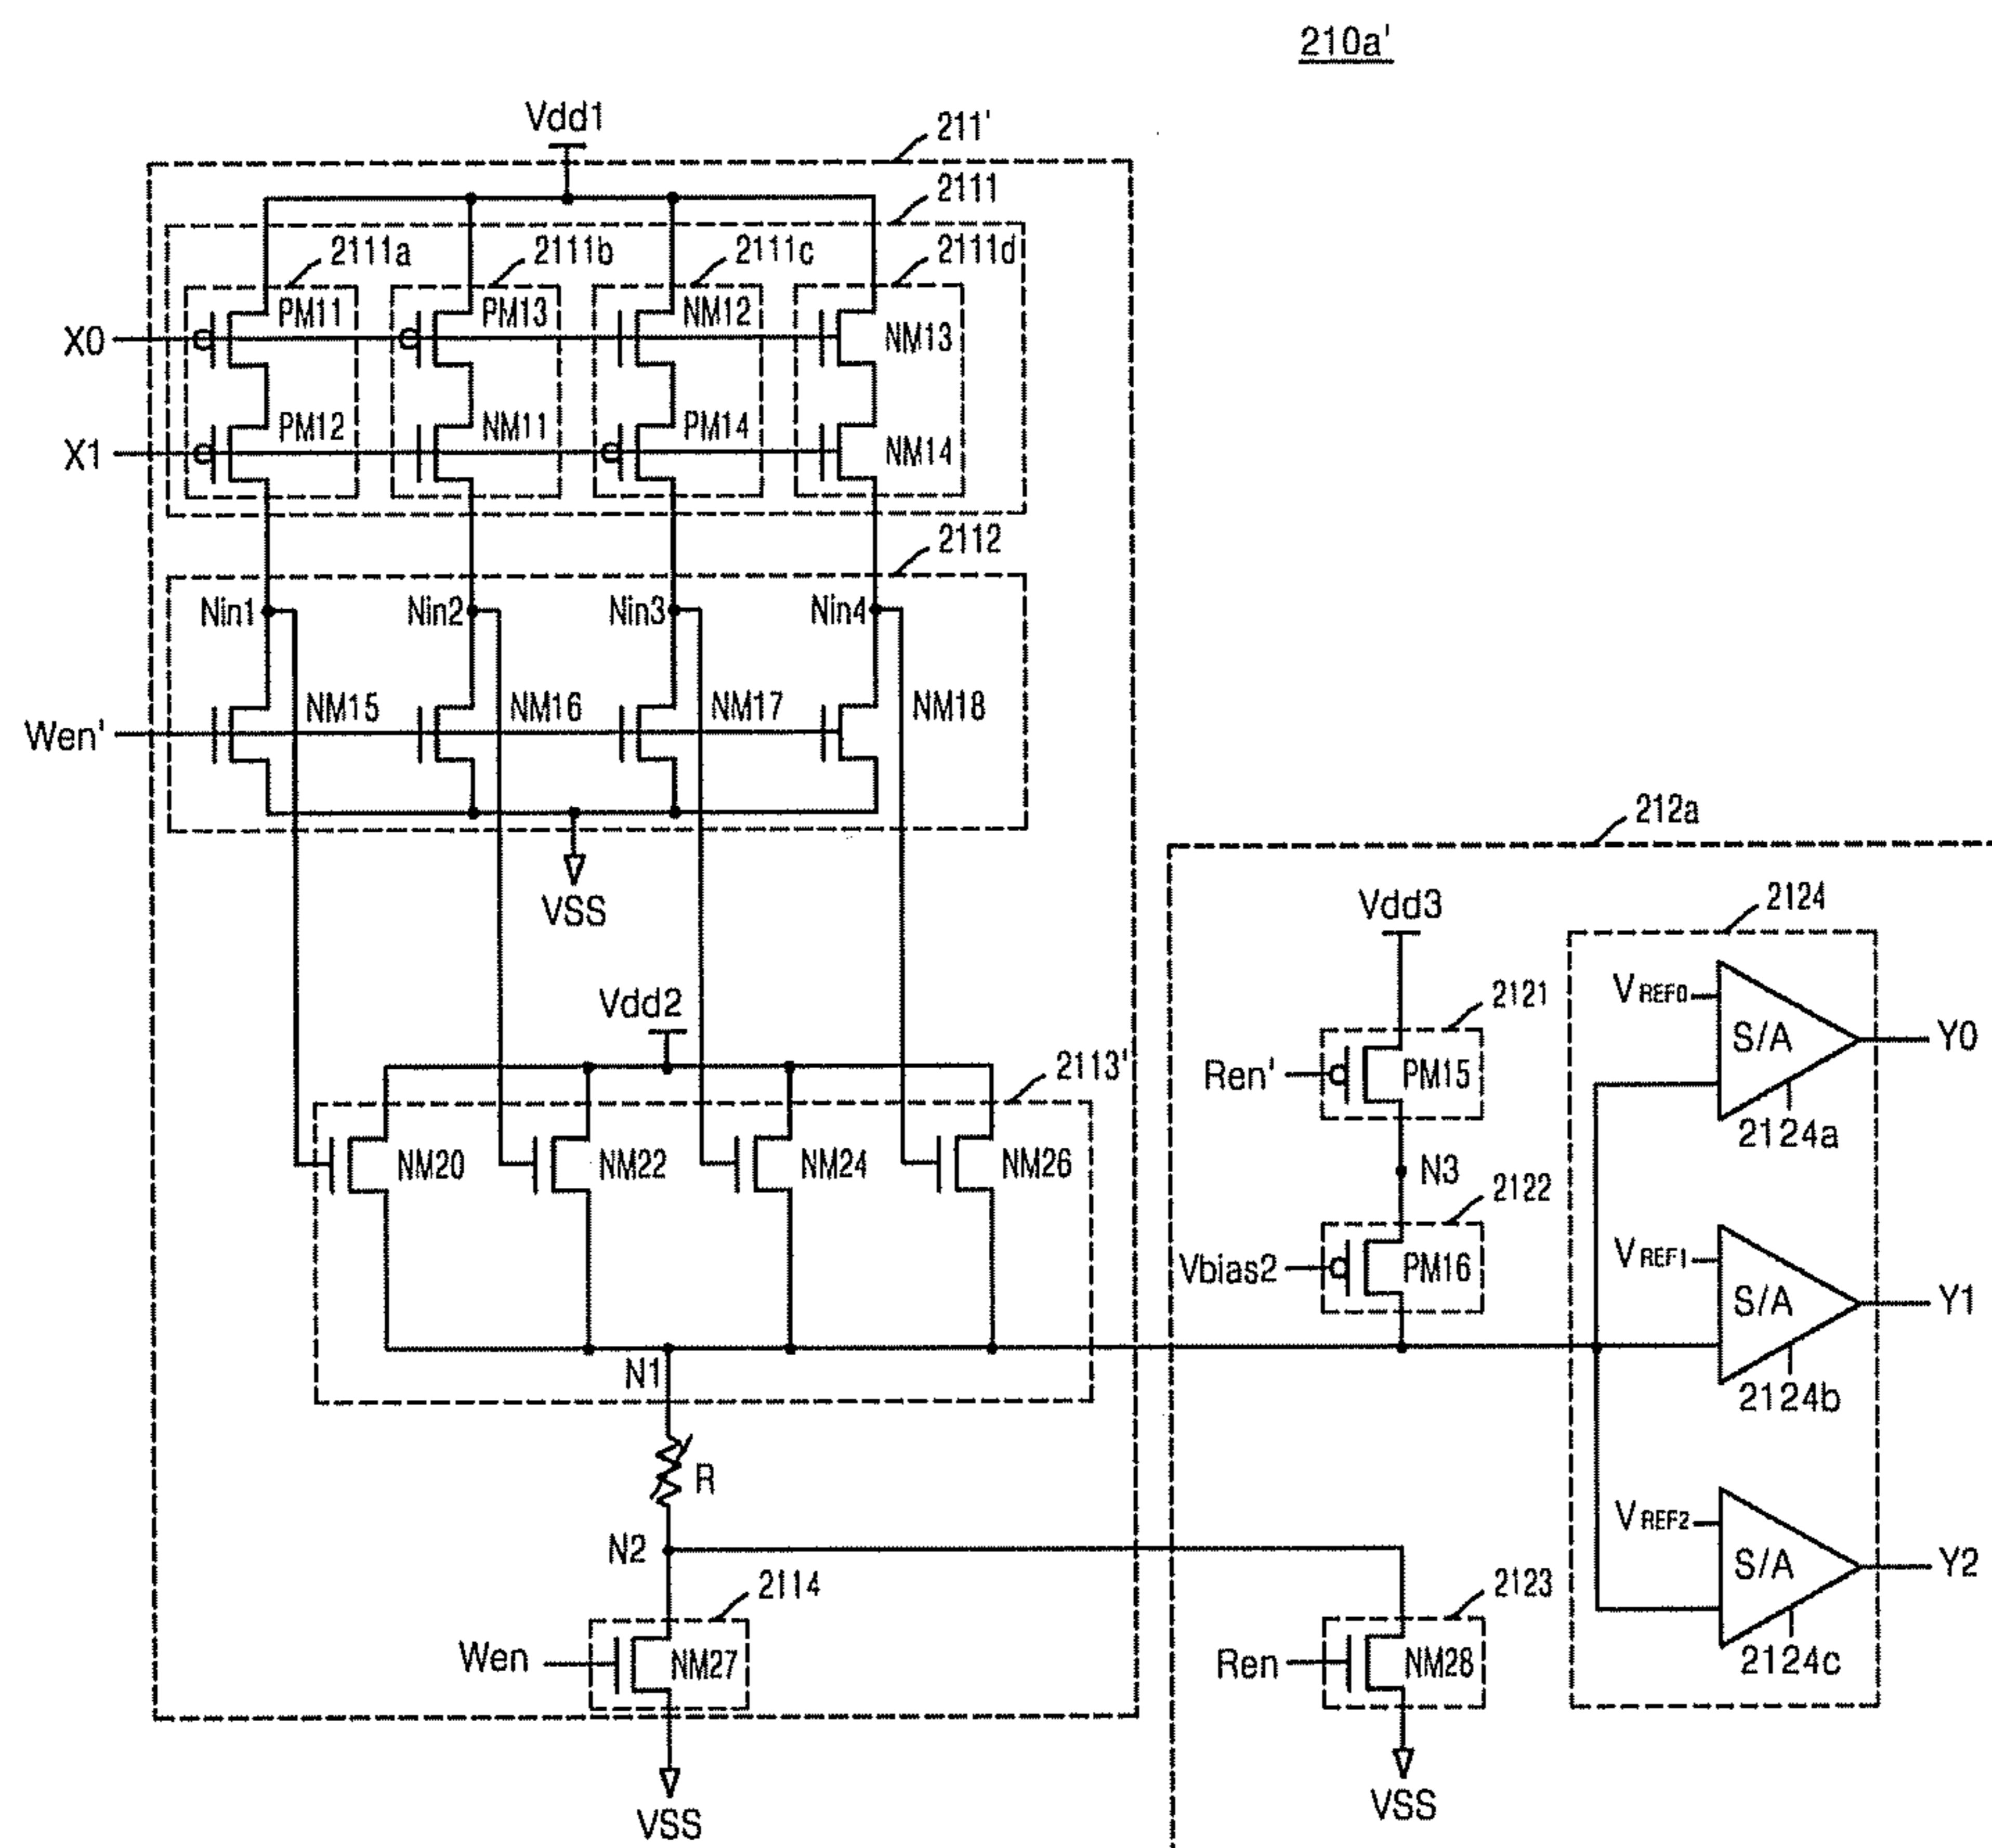 210a'
Vdd1
211'
2111
2111a
2111b
2111c
2111d
X0
PM11
PM13
NM12
NM13
X1
PM12
NM11
PM14
NM14
2112
Nin1
Nin2
Nin3
Nin4
Wen'
NM15
NM16
NM17
NM18
VSS
212a
Vdd3
2124
VREF0
S/A
Y0
2124a
Vdd2
2121
2113'
Ren'
PM15
NM20
NM22
NM24
NM26
N3
2122
Vbias2
PM16
VREF1
S/A
Y1
2124b
N1
R
N2
VREF2
S/A
Y2
2124c
2114
2123
Wen
NM27
Ren
NM28
VSS
VSS